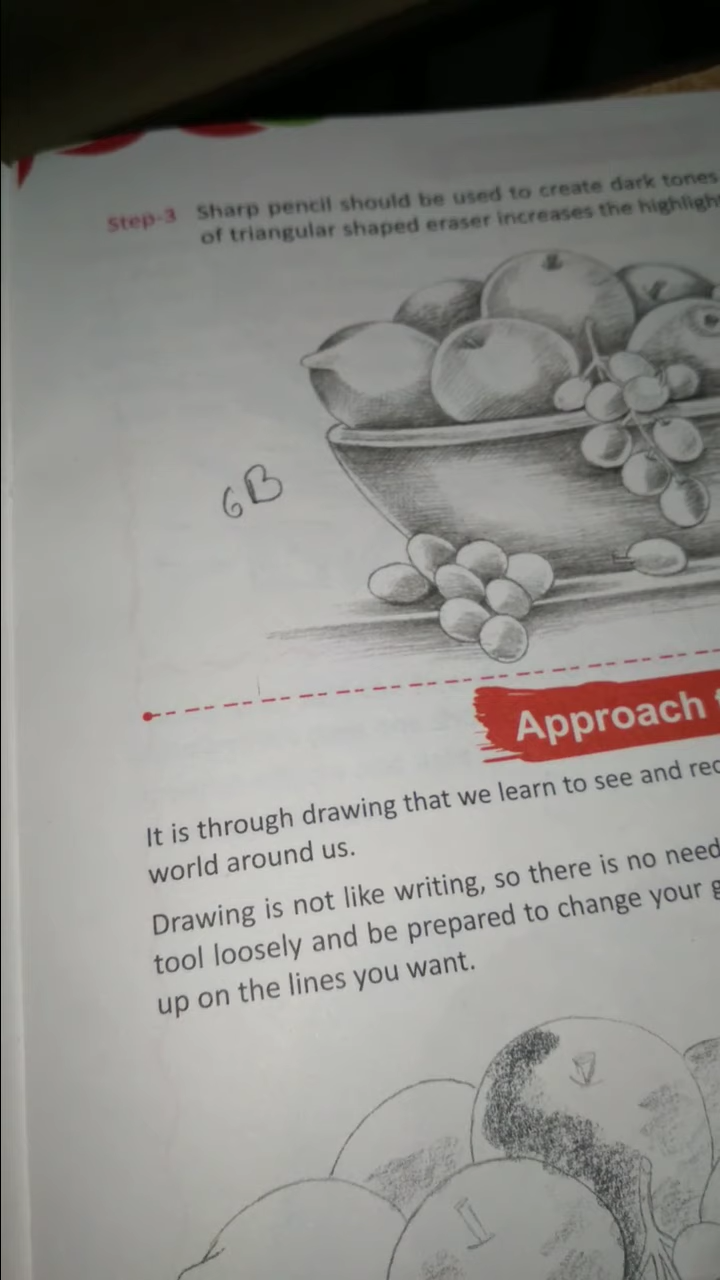 Step-3 Sharp pencil should be used to create dark tones
of triangular shaped eraser increases the
6B
Approach
It is through drawing that we learn to see and
world around us.
Drawing is not like writing, so there is no need
tool loosely and be prepared to change your
up on the lines you want.